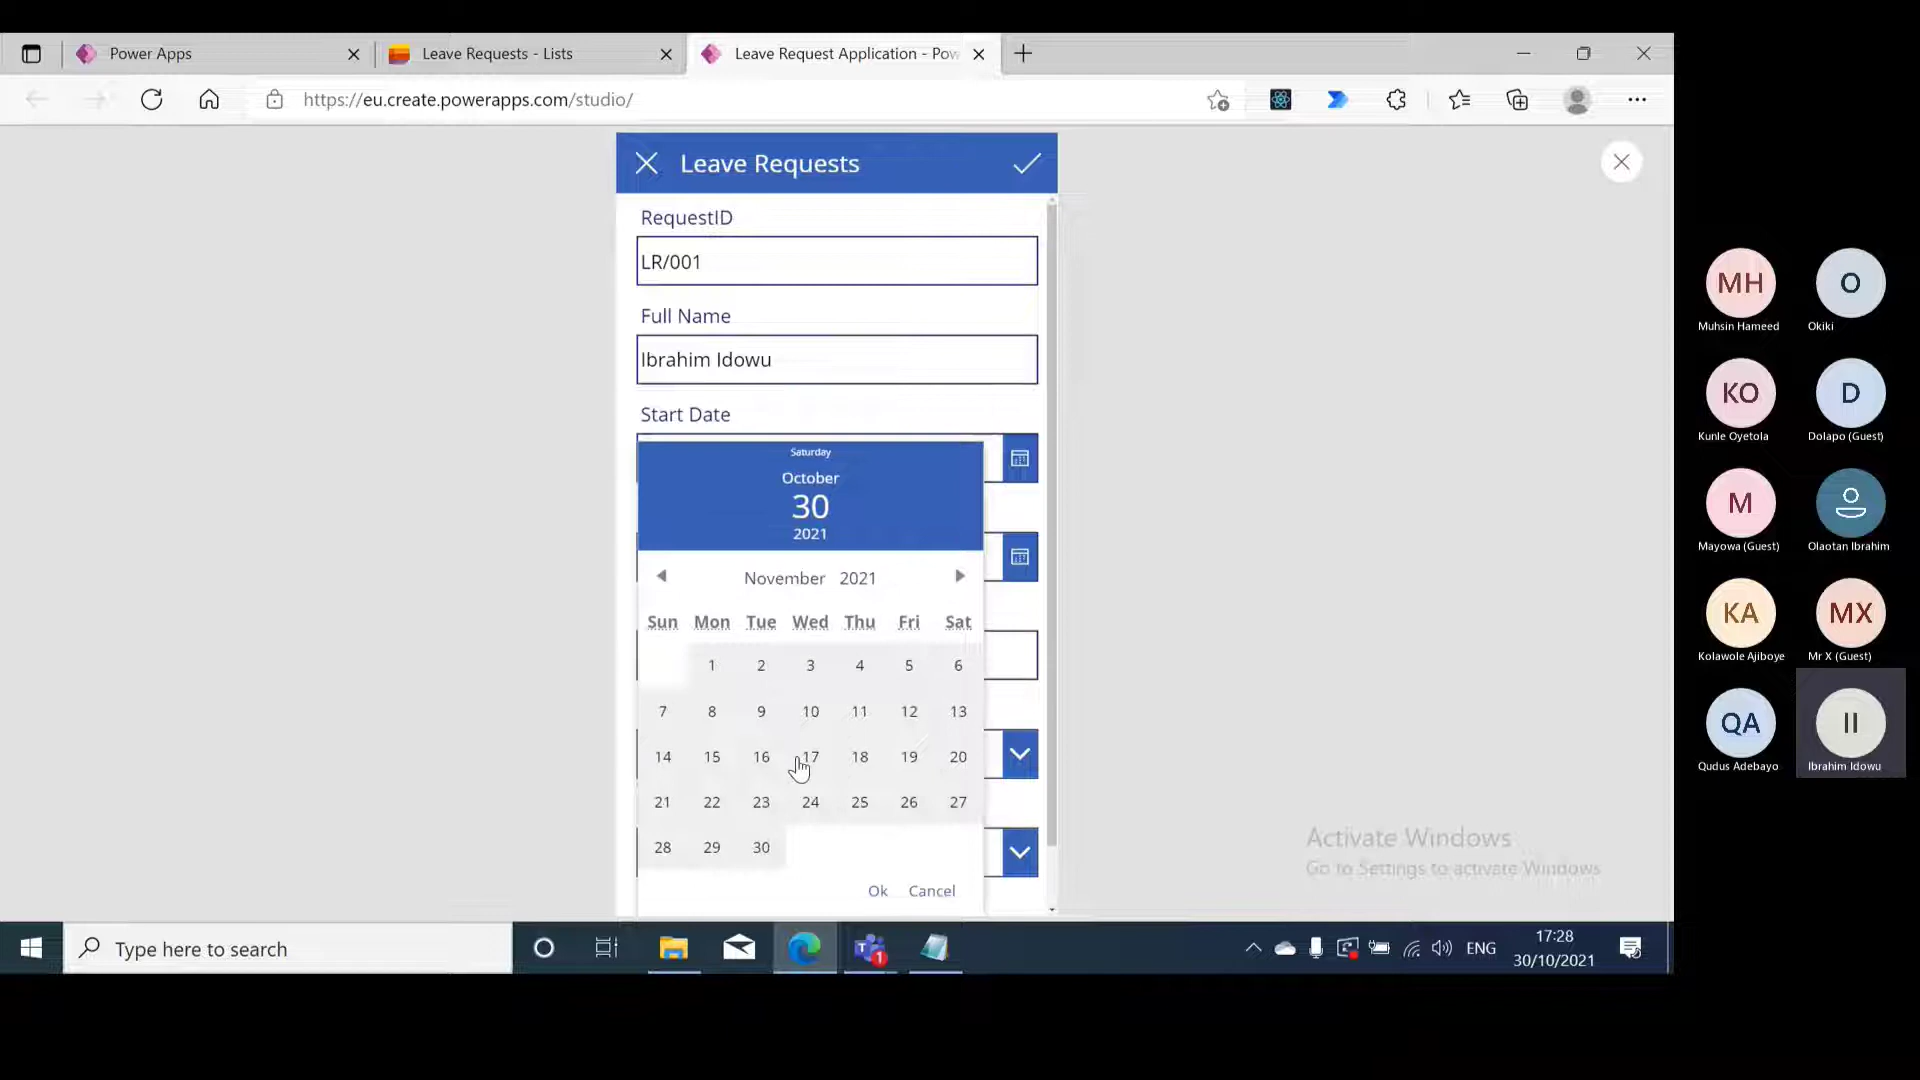 Power Apps
Leave Requests - Lists
Leave Request Application - Pow
https://eu.create.powerapps.com/studio/
Leave Requests
RequestID
LR/001
Full Name
Ibrahim Idowu
Start Date
Saturday
October
30
2021
November 2021
Sun Mon Tue Wed Thu Fri Sat
1 2 3 4 5 6
7 8 9 10 11 12 13
14 15 16 17 18 19 20
21 22 23 24 25 26 27
28 29 30
Ok Cancel
Activate Windows
Go to Settings to activate Windows
MH O
Muhsin Hameed Okiki
KO D
Kunle Oyetola Dolapo (Guest)
M
Mayowa (Guest) Olaotan Ibrahim
KA MX
Kolawole Ajiboye Mr X (Guest)
QA II
Qudus Adebayo Ibrahim Idowu
Type here to search
T 1
ENG
17:28
30/10/2021